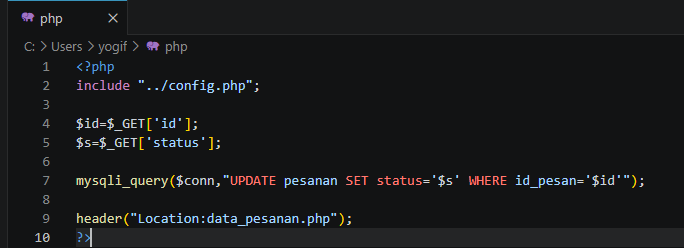 php
C: > Users > yogif > php
1 <?php
2 include "../config.php";
3
4 $id=$_GET['id'];
5 $s=$_GET['status'];
6
7 mysqli_query($conn,"UPDATE pesanan SET status='$s' WHERE id_pesan='$id'");
8
9 header("Location:data_pesanan.php");
10 ?>